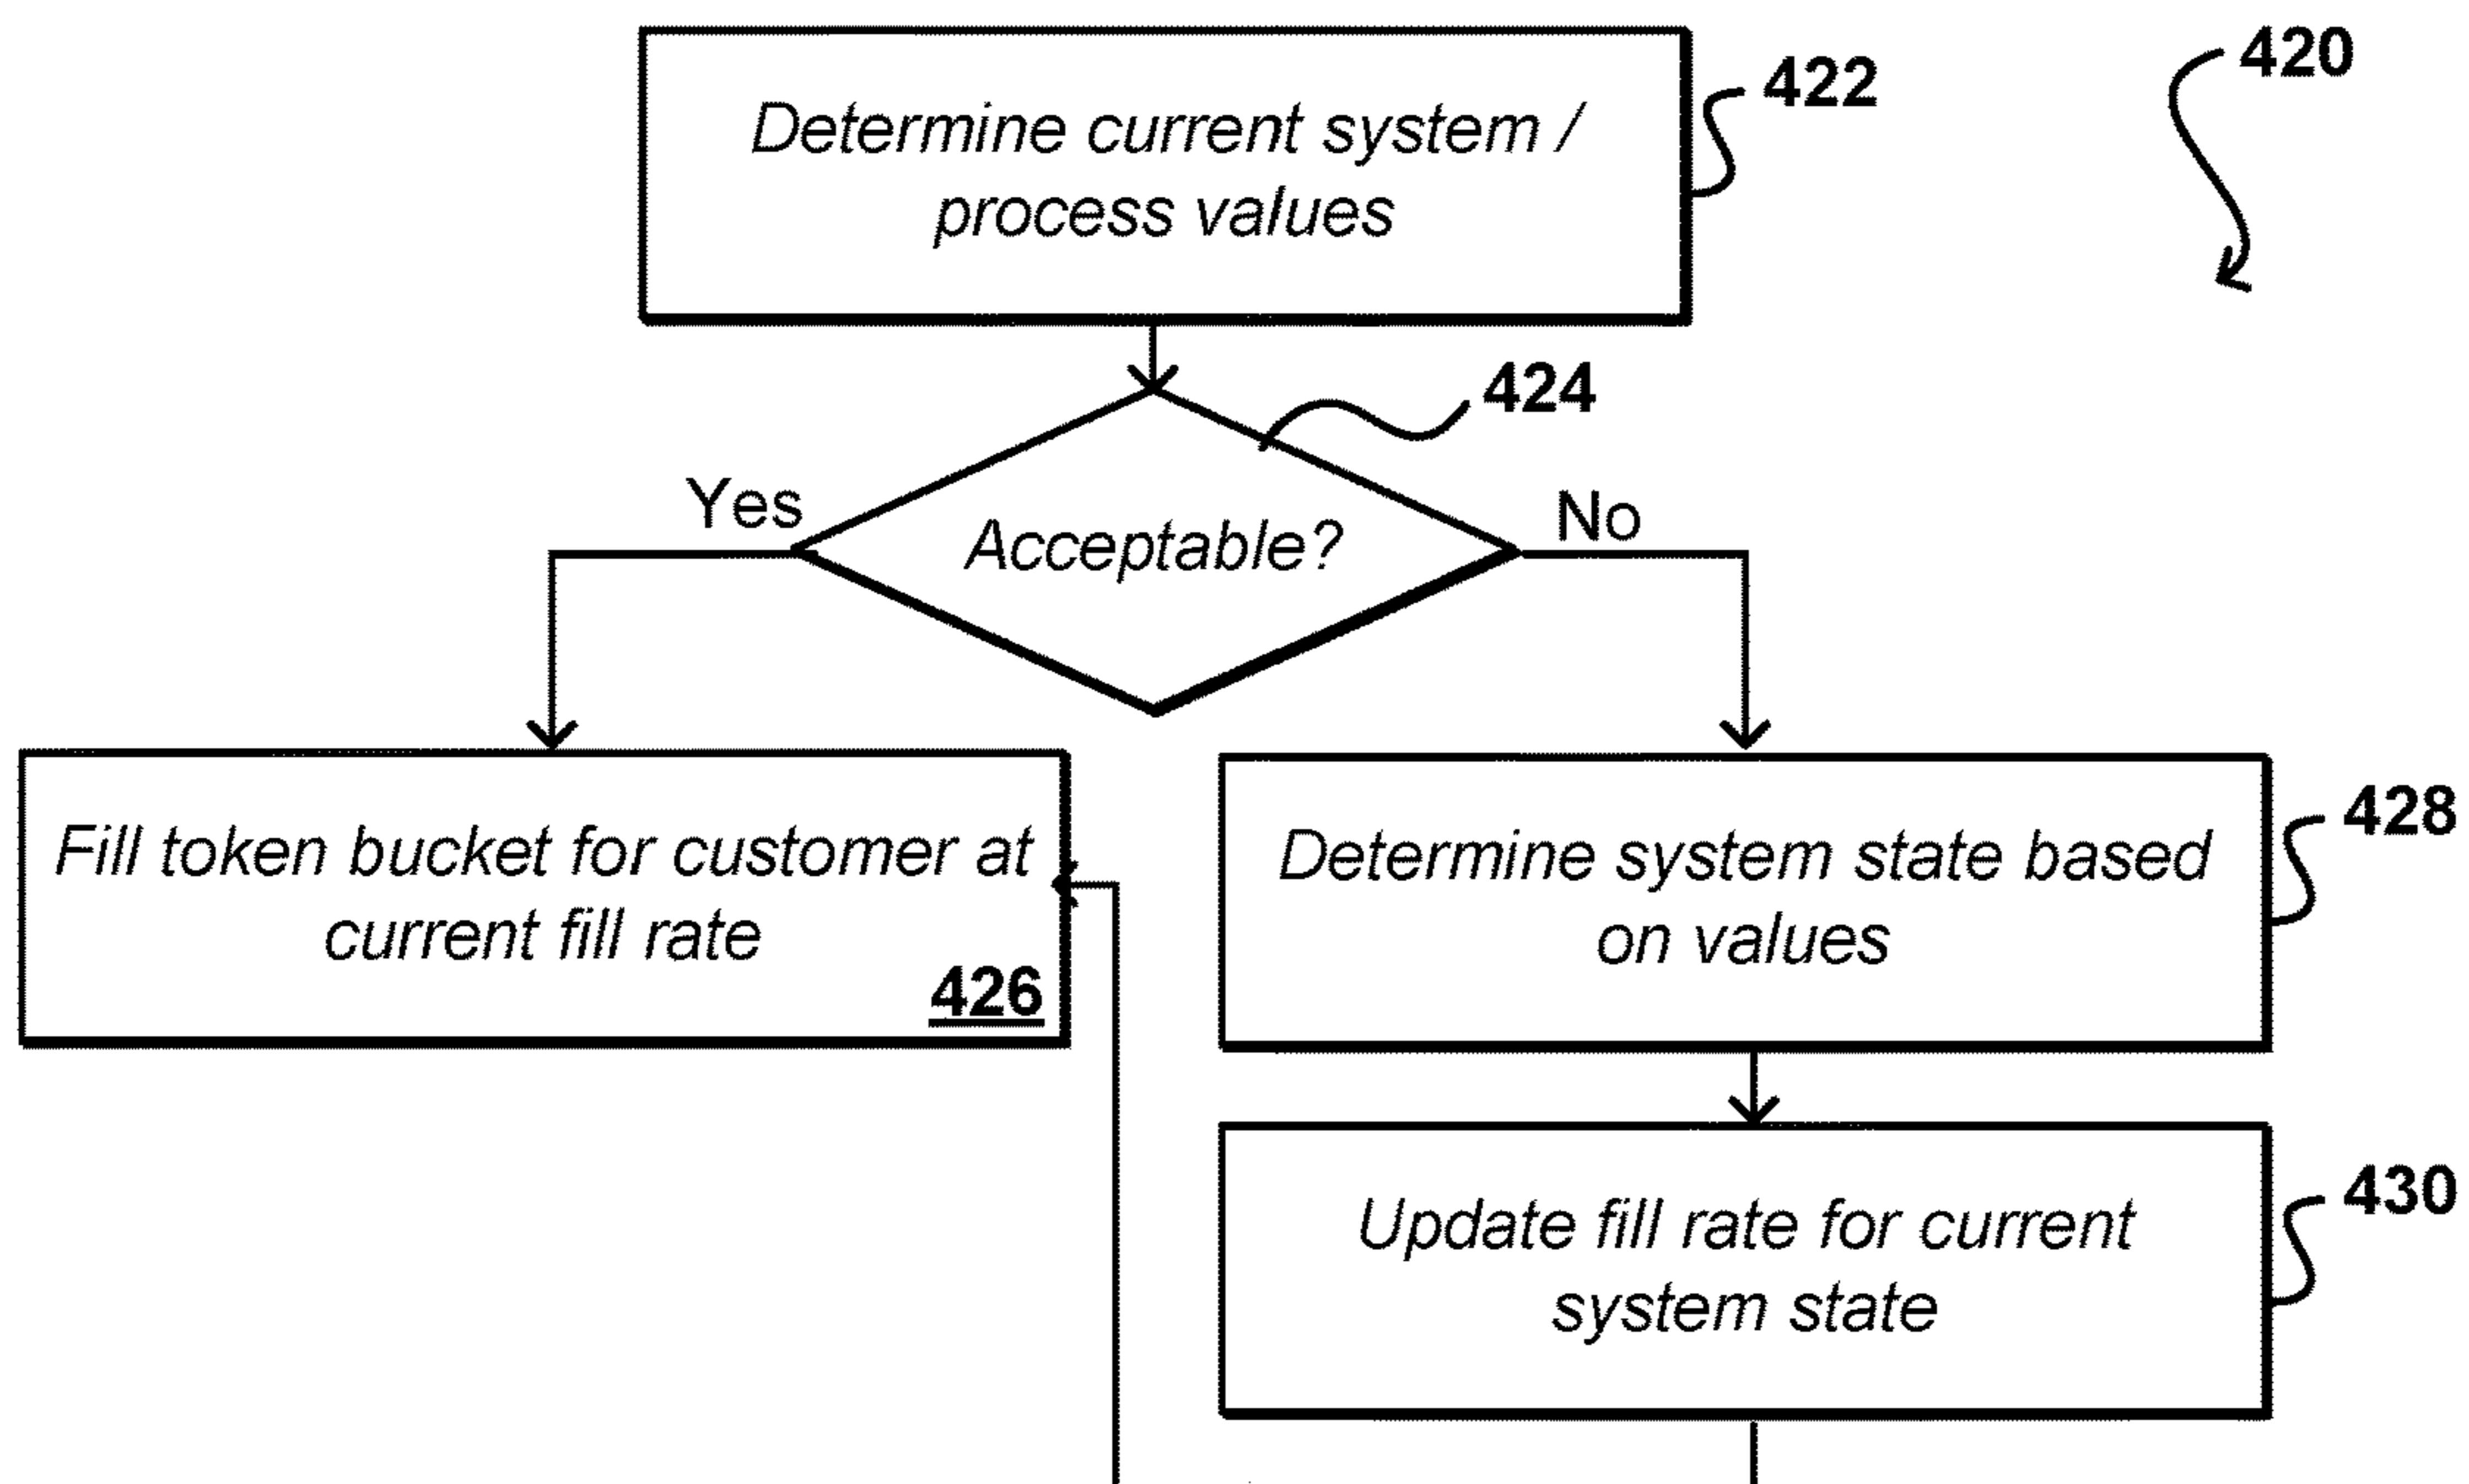 420
Determine current system /
process values
422
424
Yes
Acceptable?
No
Fill token bucket for customer at
current fill rate
426
Determine system state based
on values
428
Update fill rate for current
system state
430